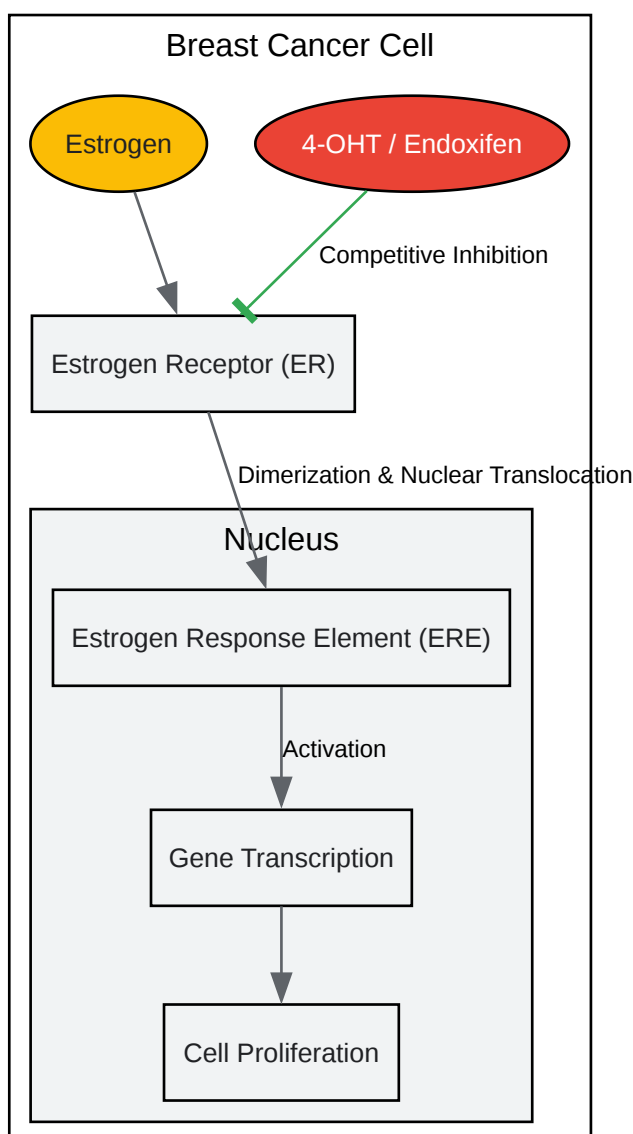 Breast Cancer Cell
Estrogen
4-OHT / Endoxifen
Competitive Inhibition
Estrogen Receptor (ER)
Dimerization & Nuclear Translocation
Nucleus
Estrogen Response Element (ERE)
Activation
Gene Transcription
Cell Proliferation